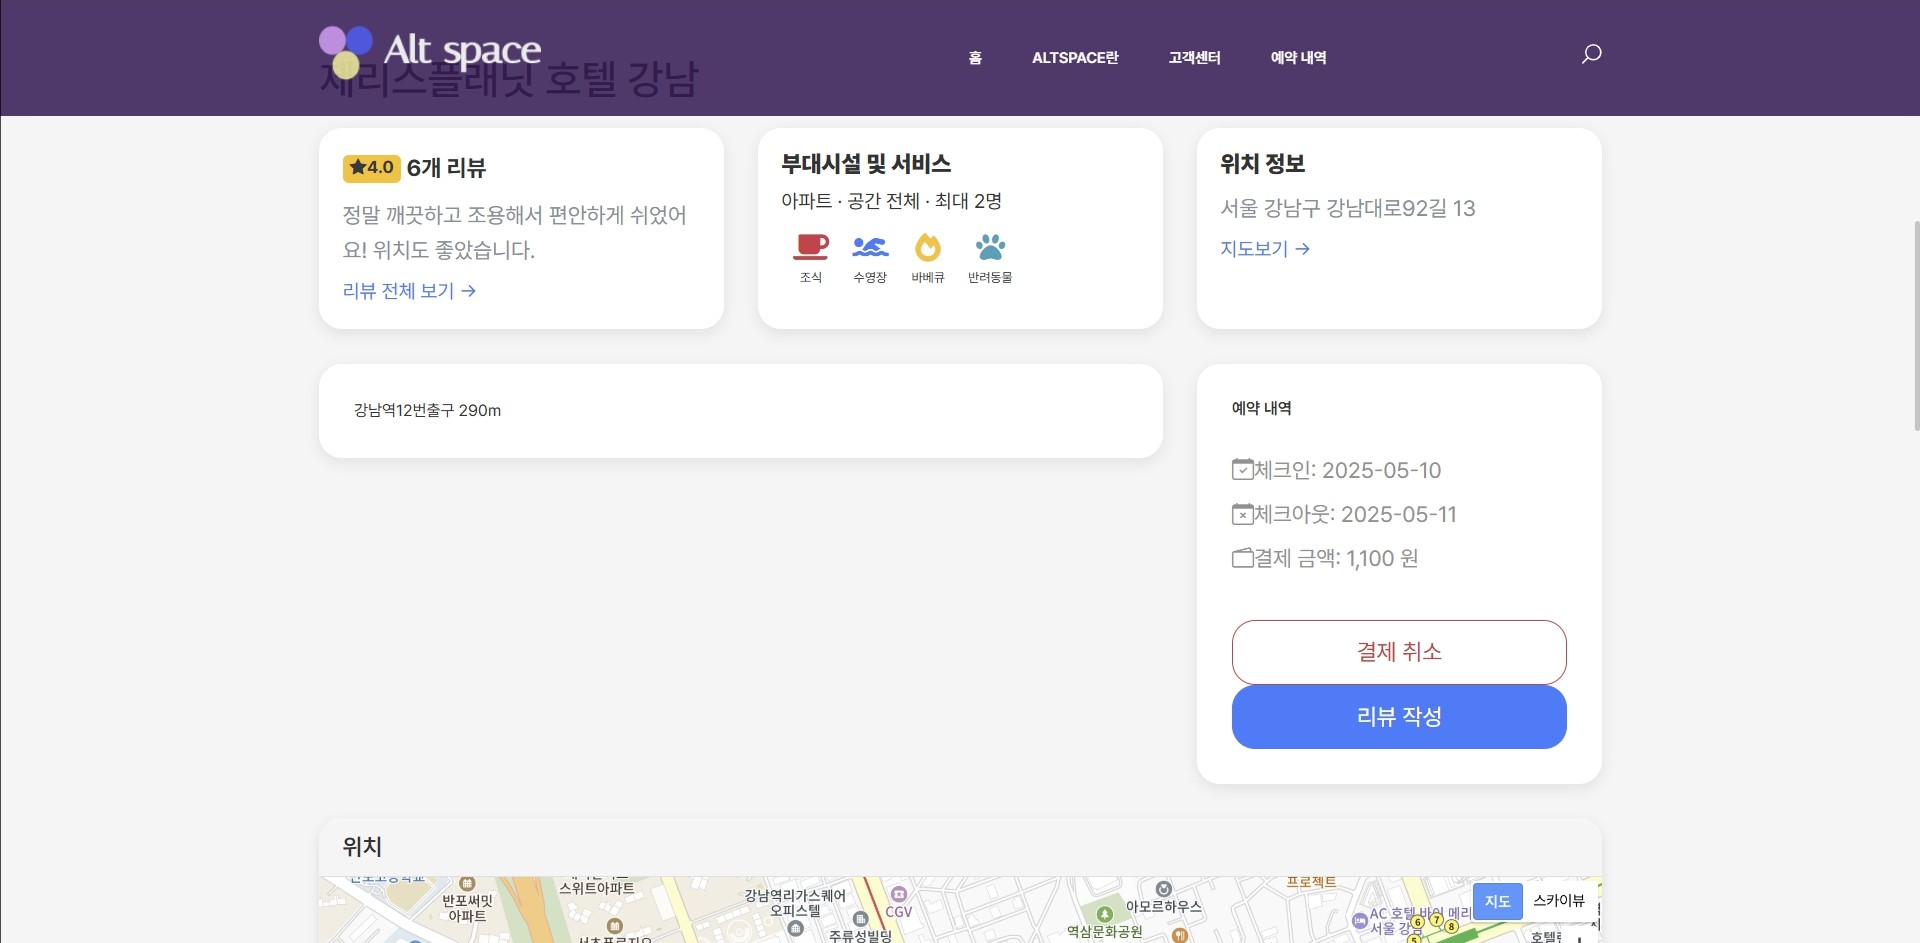 Alt space
홈
ALTSPACE란
고객센터
예약 내역
제리스플래닛 호텔 강남
4.0 6개 리뷰
정말 깨끗하고 조용해서 편안하게 쉬었어
요! 위치도 좋았습니다.
리뷰 전체 보기 →
부대시설 및 서비스
아파트 · 공간 전체 · 최대 2명
조식
수영장
바베큐
반려동물
위치 정보
서울 강남구 강남대로92길 13
지도보기 →
강남역12번출구 290m
예약 내역
체크인: 2025-05-10
체크아웃: 2025-05-11
결제 금액: 1,100 원
결제 취소
리뷰 작성
위치
반포써밋
아파트
스위트아파트
강남역리가스퀘어
오피스텔
CGV
주류성빌딩
아모르하우스
역삼문화공원
프로젝트
지도
스카이뷰
AC 호텔 바이 메리
서울 강남
6
7
8
5